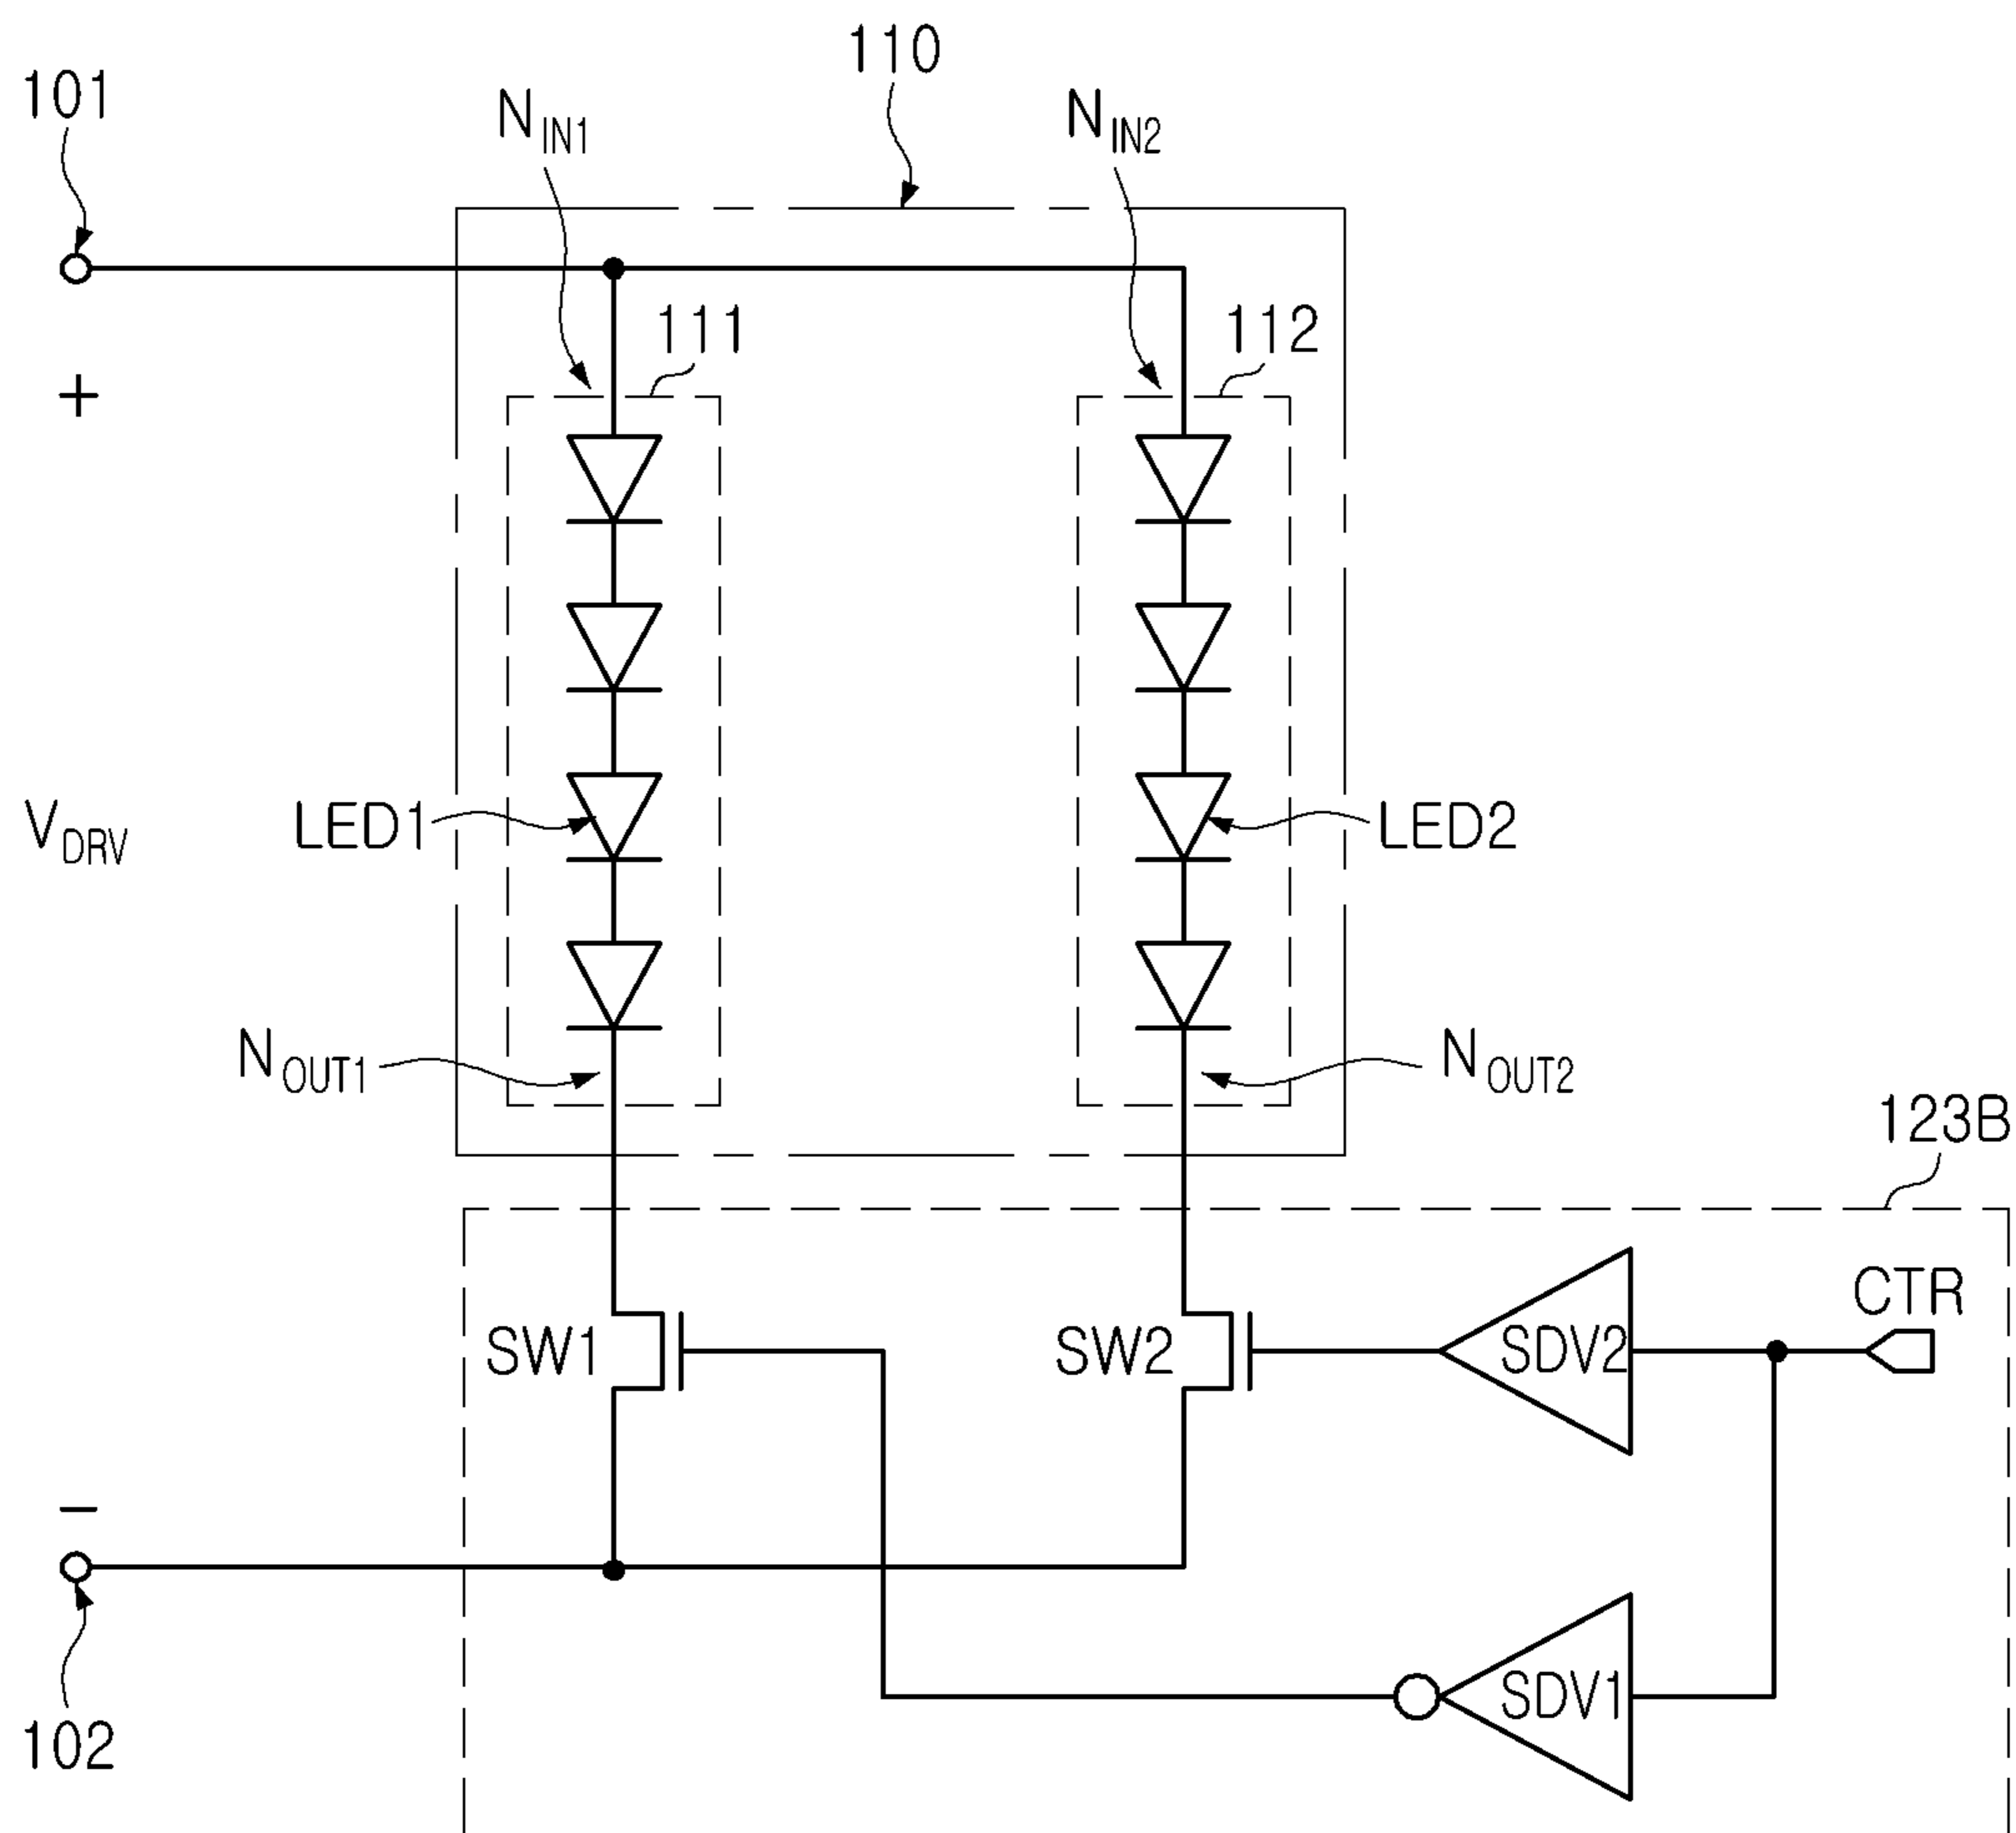 110
101
N_IN1
N_IN2
111
112
+
LED1
LED2
V_DRV
N_OUT1
N_OUT2
123B
CTR
SW1
SW2
SDV2
−
SDV1
102